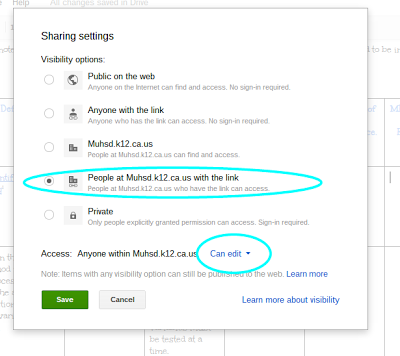 Help All changes saved in Drive
Sharing settings
Visibility options:
Public on the web
Anyone on the Internet can find and access. No sign-in required.
Anyone with the link
Anyone who has the link can access. No sign-in required.
Muhsd.k12.ca.us
People at Muhsd.k12.ca.us can find and access.
People at Muhsd.k12.ca.us with the link
People at Muhsd.k12.ca.us who have the link can access.
Private
Only people explicitly granted permission can access. Sign-in required.
Access: Anyone within Muhsd.k12.ca.us Can edit
Note: Items with any visibility option can still be published to the web. Learn more
Save Cancel Learn more about visibility
be tested at a
time.